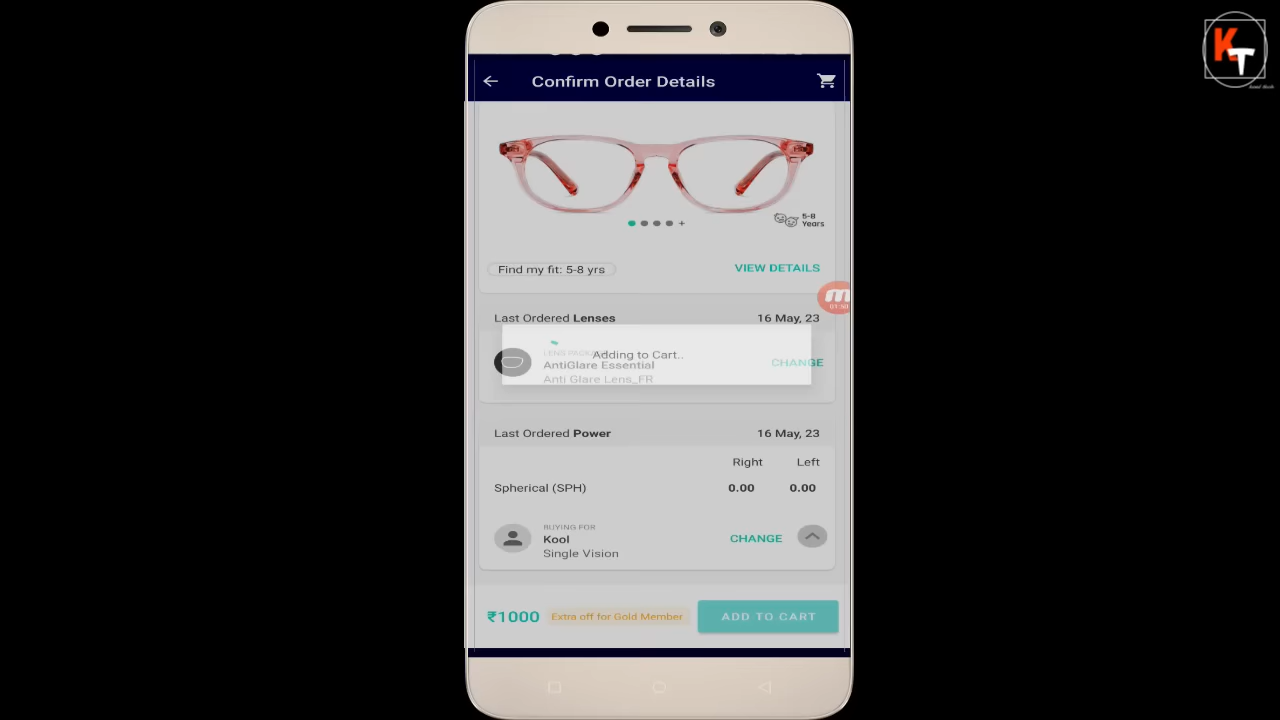 KT
Confirm Order Details
5-8
Years
Find my fit: 5-8 yrs
VIEW DETAILS
01:50
Last Ordered Lenses
16 May, 23
Adding to Cart..
AntiGlare Essential
CHANGE
Anti Glare Lens_FR
Last Ordered Power
16 May, 23
Right Left
Spherical (SPH) 0.00 0.00
BUYING FOR
Kool
CHANGE
Single Vision
₹1000
Extra off for Gold Member
ADD TO CART